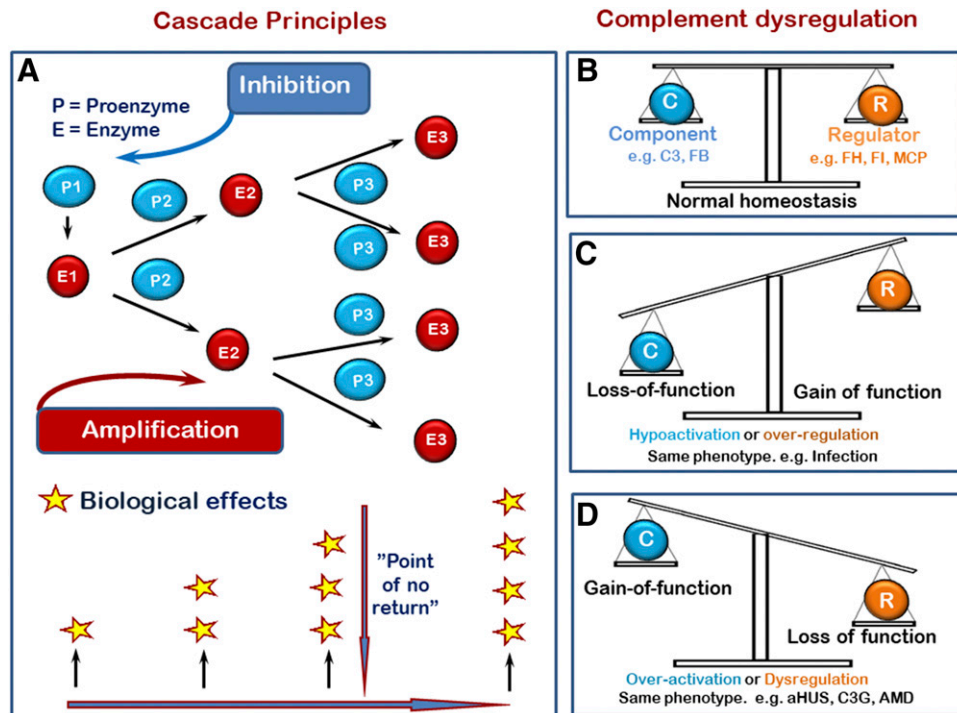 Cascade Principles
Complement dysregulation
A
Inhibition
P = Proenzyme
E = Enzyme
P1
P2
E2
E3
P3
E1
P2
P3
E3
E2
P3
E3
P3
Amplification
E3
Biological effects
”Point
of no
return”
B
C
R
Component
Regulator
e.g. C3, FB
e.g. FH, FI, MCP
Normal homeostasis
C
R
C
Loss-of-function
Gain of function
Hypoactivation or over-regulation
Same phenotype. e.g. Infection
D
C
Gain-of-function
R
Loss of function
Over-activation or Dysregulation
Same phenotype. e.g. aHUS, C3G, AMD